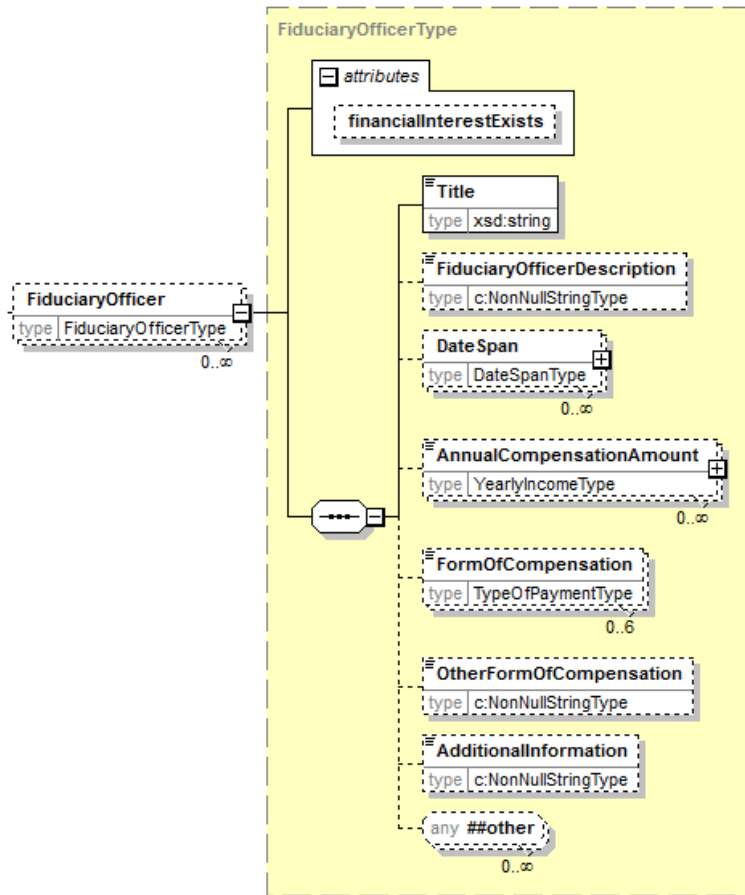 FiduciaryOfficerType
attributes
financialInterestExists
Title
type xsd:string
FiduciaryOfficerDescription
type c:NonNullStringType
FiduciaryOfficer
type FiduciaryOfficerType
0..∞
DateSpan
type DateSpanType
0..∞
AnnualCompensationAmount
type YearlyIncomeType
0..∞
FormOfCompensation
type TypeOfPaymentType
0..6
OtherFormOfCompensation
type c:NonNullStringType
AdditionalInformation
type c:NonNullStringType
any ##other
0..∞